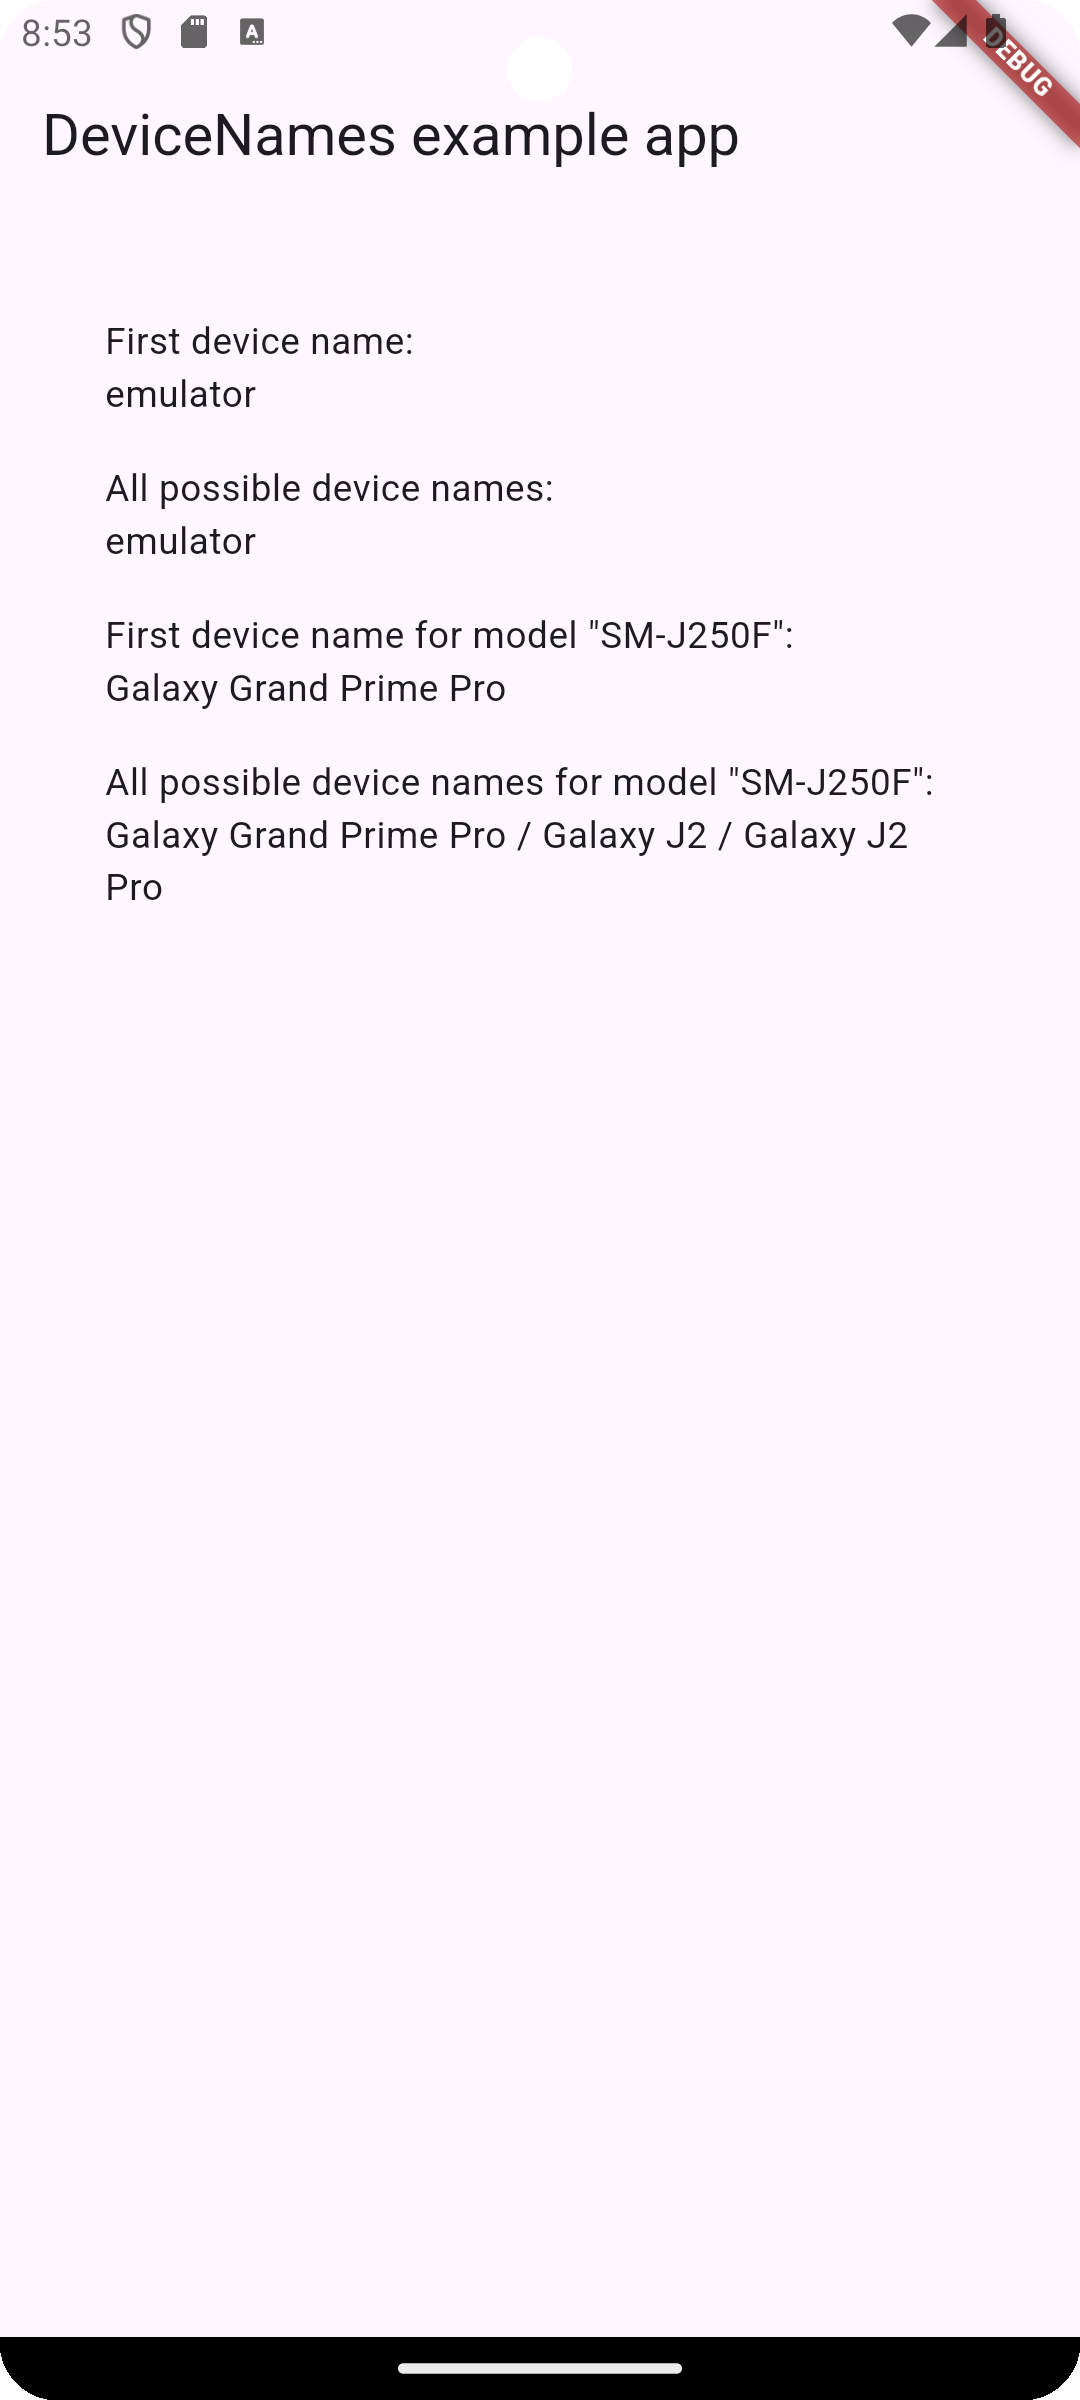 8:53
DEBUG
DeviceNames example app
First device name:
emulator
All possible device names:
emulator
First device name for model "SM-J250F":
Galaxy Grand Prime Pro
All possible device names for model "SM-J250F":
Galaxy Grand Prime Pro / Galaxy J2 / Galaxy J2
Pro